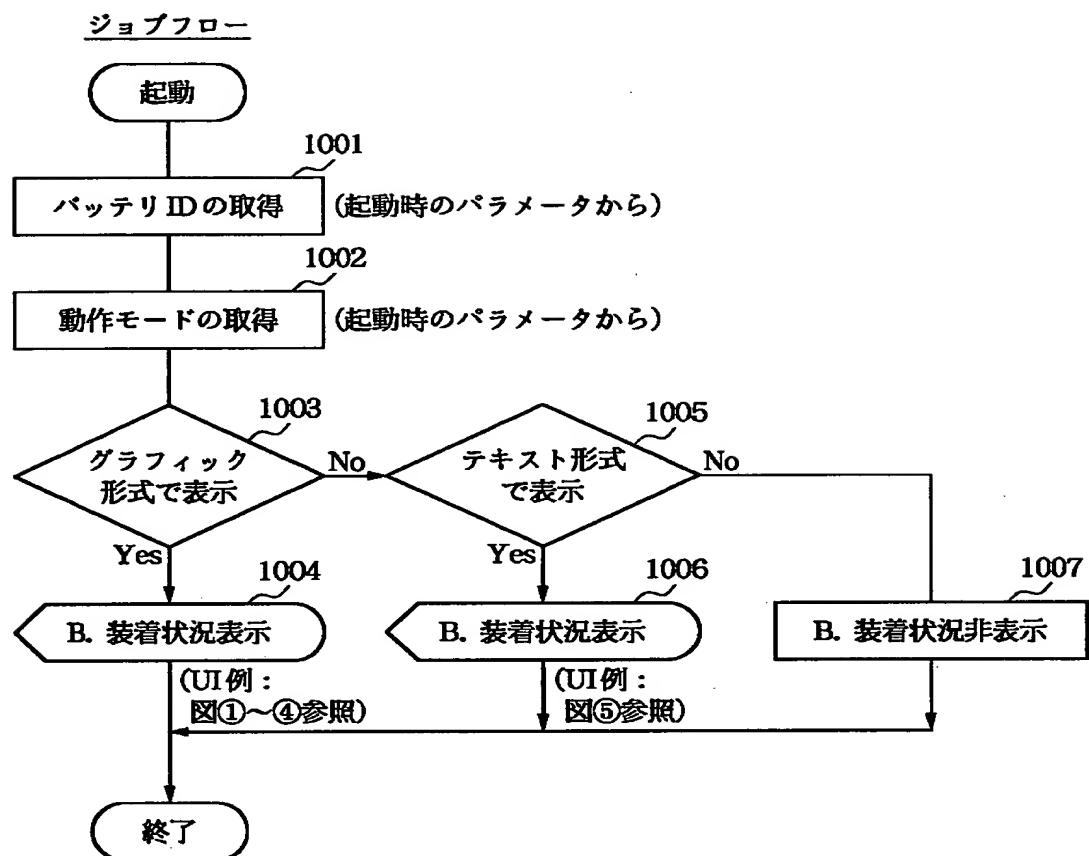 ジョブフロー
起動
1001
バッテリIDの取得 (起動時のパラメータから)
1002
動作モードの取得 (起動時のパラメータから)
1003
グラフィック
形式で表示
No
Yes
1005
テキスト形式
で表示
No
Yes
1004
B. 装着状況表示
(UI例:
図①～④参照)
1006
B. 装着状況表示
(UI例:
図⑤参照)
1007
B. 装着状況非表示
終了